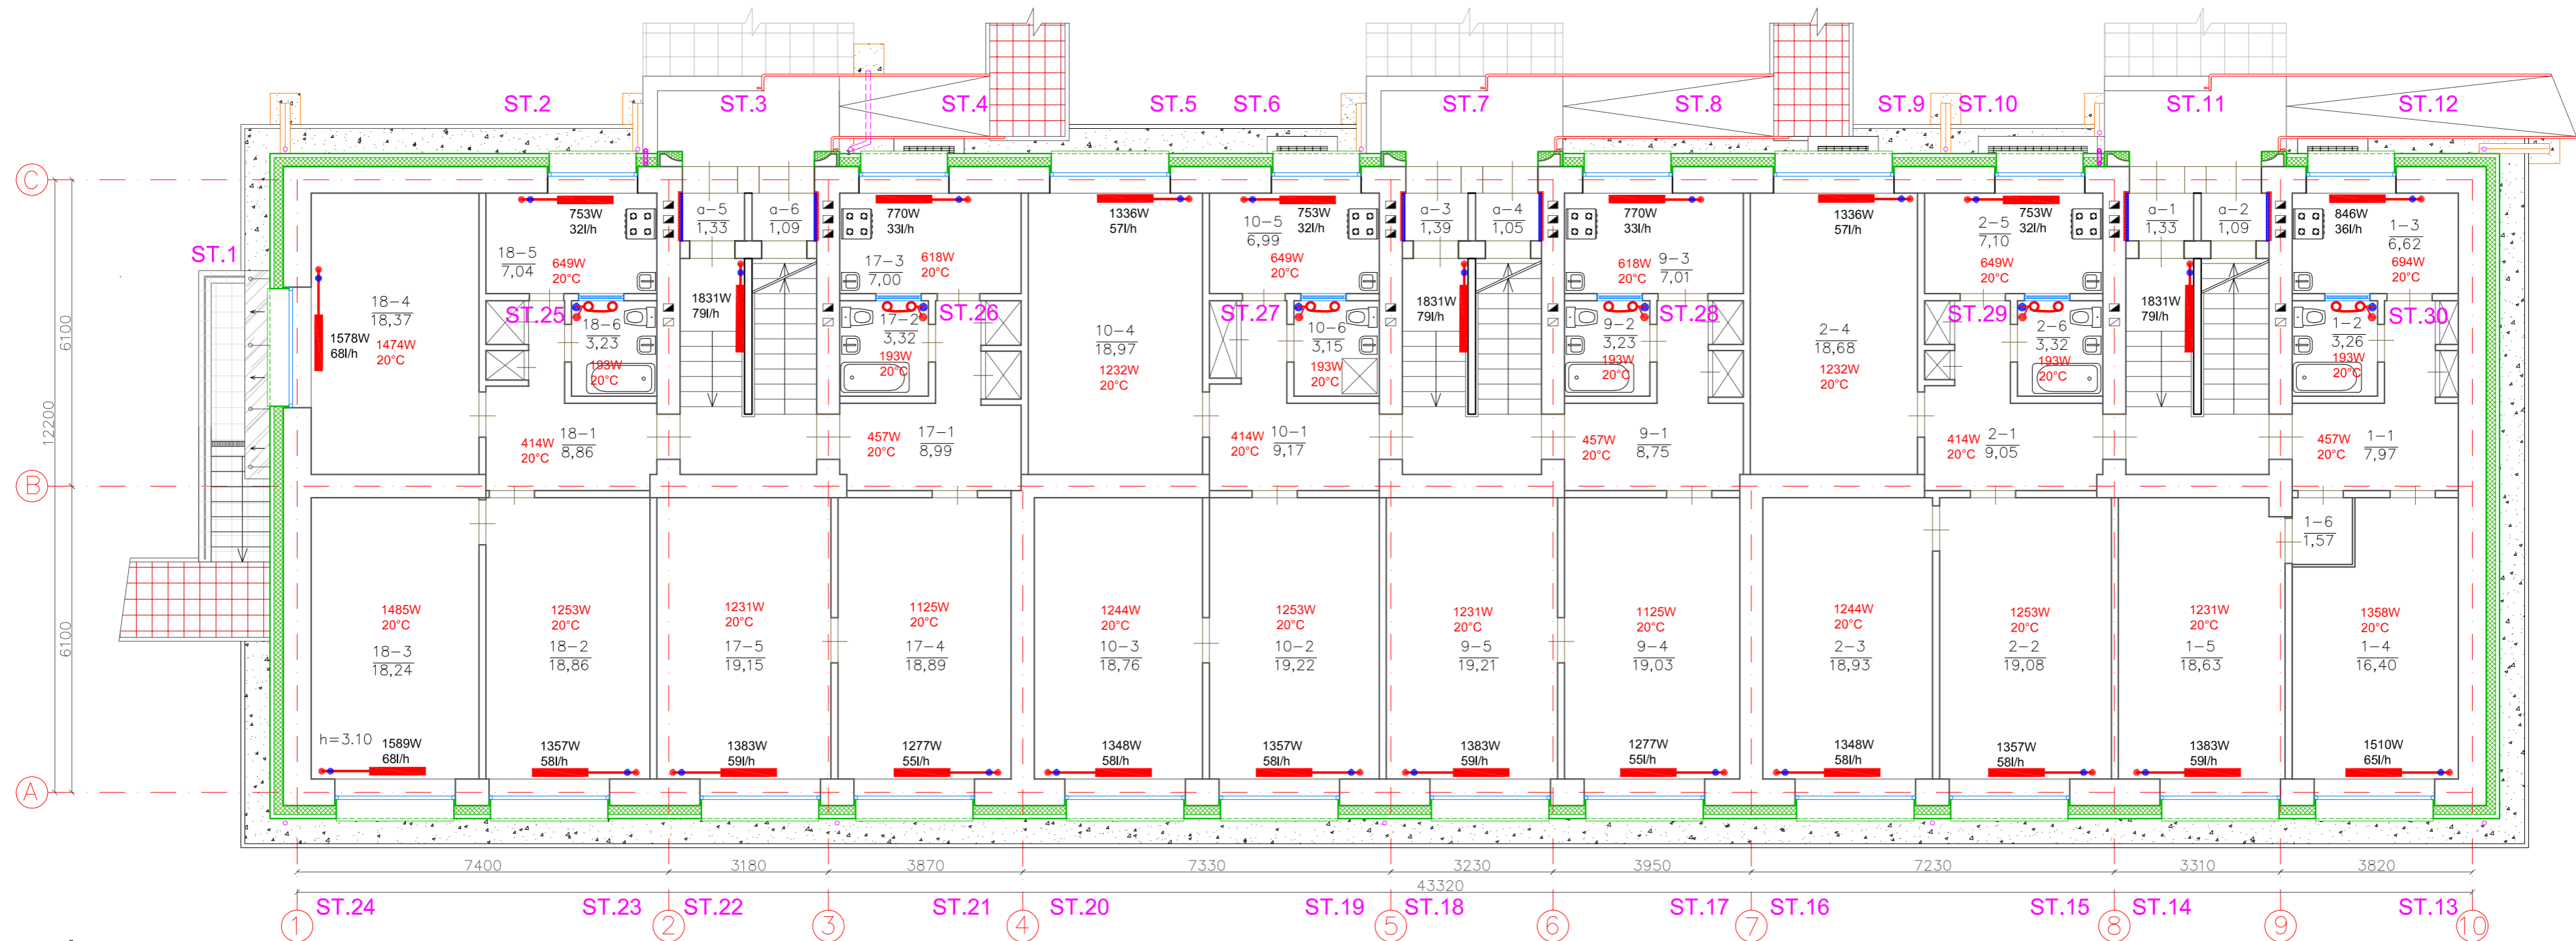 ST.2
ST.3
ST.4
ST.5
ST.6
ST.7
ST.8
ST.9
ST.10
ST.11
ST.12
C
753W
32l/h
a-5
1,33
a-6
1,09
770W
33l/h
1336W
57l/h
10-5
6,99
753W
32l/h
a-3
1,39
a-4
1,05
770W
33l/h
1336W
57l/h
2-5
7,10
753W
32l/h
a-1
1,33
a-2
1,09
846W
36l/h
1-3
6,62
ST.1
18-5
7,04
649W
20°C
17-3
7,00
618W
20°C
649W
20°C
618W
20°C
9-3
7,01
649W
20°C
694W
20°C
18-4
18,37
1578W
68l/h
1474W
20°C
ST.25
18-6
3,23
193W
20°C
1831W
79l/h
17-2
3,32
193W
20°C
ST.26
10-4
18,97
1232W
20°C
ST.27
10-6
3,15
193W
20°C
1831W
79l/h
9-2
3,23
193W
20°C
ST.28
2-4
18,68
1232W
20°C
ST.29
2-6
3,32
193W
20°C
1831W
79l/h
1-2
3,26
193W
20°C
ST.30
6100
12200
6100
414W
20°C
18-1
8,86
457W
20°C
17-1
8,99
414W
20°C
10-1
9,17
457W
20°C
9-1
8,75
414W
20°C
2-1
9,05
457W
20°C
1-1
7,97
B
1-6
1,57
1485W
20°C
18-3
18,24
1253W
20°C
18-2
18,86
1231W
20°C
17-5
19,15
1125W
20°C
17-4
18,89
1244W
20°C
10-3
18,76
1253W
20°C
10-2
19,22
1231W
20°C
9-5
19,21
1125W
20°C
9-4
19,03
1244W
20°C
2-3
18,93
1253W
20°C
2-2
19,08
1231W
20°C
1-5
18,63
1358W
20°C
1-4
16,40
h=3.10
1589W
68l/h
1357W
58l/h
1383W
59l/h
1277W
55l/h
1348W
58l/h
1357W
58l/h
1383W
59l/h
1277W
55l/h
1348W
58l/h
1357W
58l/h
1383W
59l/h
1510W
65l/h
A
7400
3180
3870
7330
3230
3950
7230
3310
3820
43320
1
ST.24
ST.23
2
ST.22
3
ST.21
4
ST.20
ST.19
5
ST.18
6
ST.17
7
ST.16
ST.15
8
ST.14
9
ST.13
10